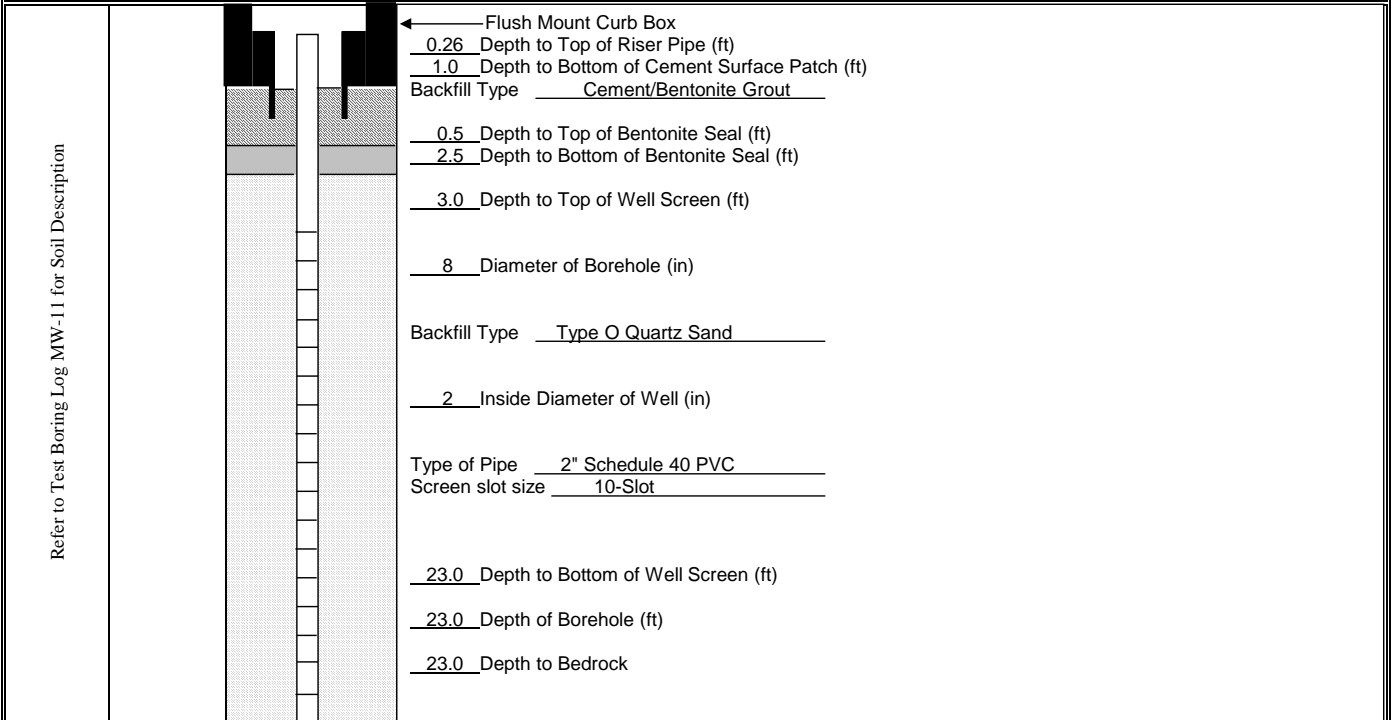 Flush Mount Curb Box
0.26 Depth to Top of Riser Pipe (ft)
1.0 Depth to Bottom of Cement Surface Patch (ft)
Backfill Type Cement/Bentonite Grout
0.5 Depth to Top of Bentonite Seal (ft)
2.5 Depth to Bottom of Bentonite Seal (ft)
3.0 Depth to Top of Well Screen (ft)
8 Diameter of Borehole (in)
Backfill Type Type O Quartz Sand
2 Inside Diameter of Well (in)
Type of Pipe 2" Schedule 40 PVC
Screen slot size 10-Slot
23.0 Depth to Bottom of Well Screen (ft)
23.0 Depth of Borehole (ft)
23.0 Depth to Bedrock
Refer to Test Boring Log MW-11 for Soil Description